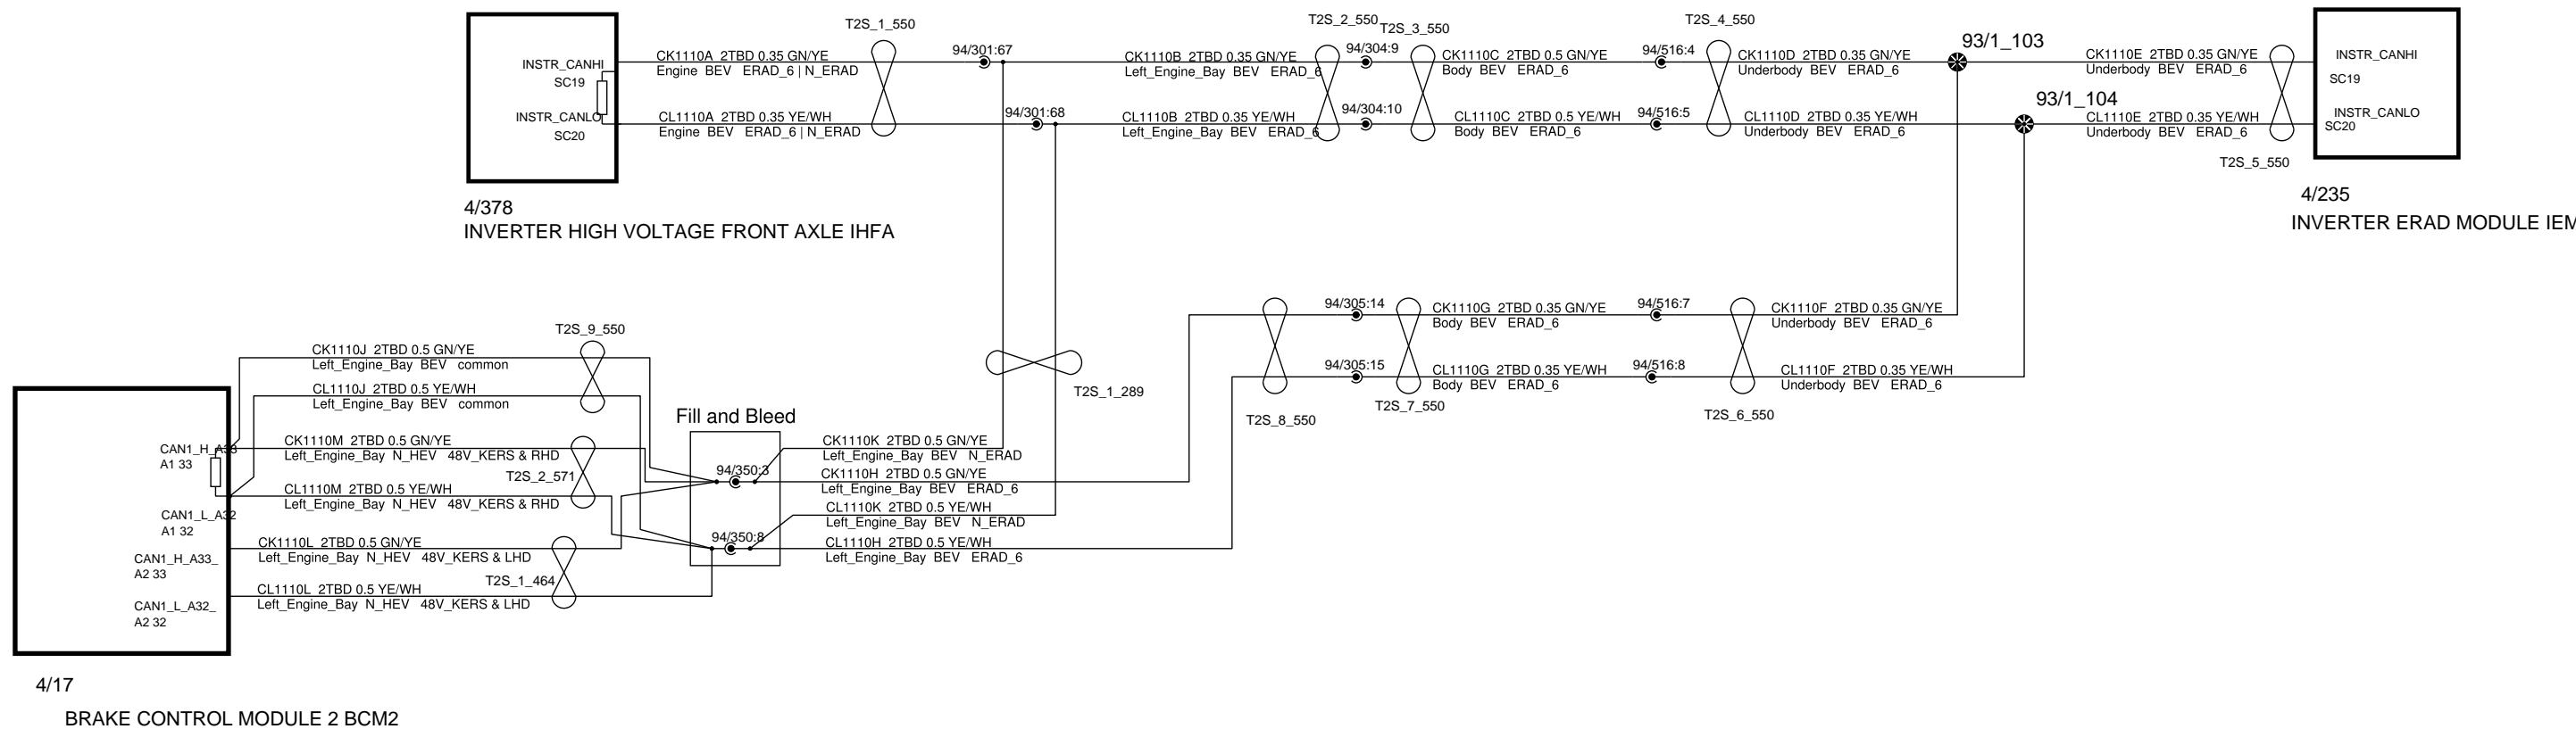 T2S_1_550
T2S_2_550
T2S_3_550
T2S_4_550
94/301:67
94/304:9
94/516:4
93/1_103
INSTR_CANHI
SC19
INSTR_CANLO
SC20
CK1110A 2TBD 0.35 GN/YE
Engine BEV ERAD_6 | N_ERAD
CL1110A 2TBD 0.35 YE/WH
Engine BEV ERAD_6 | N_ERAD
94/301:68
CK1110B 2TBD 0.35 GN/YE
Left_Engine_Bay BEV ERAD_6
CL1110B 2TBD 0.35 YE/WH
Left_Engine_Bay BEV ERAD_6
94/304:10
CK1110C 2TBD 0.5 GN/YE
Body BEV ERAD_6
CL1110C 2TBD 0.5 YE/WH
Body BEV ERAD_6
94/516:5
CK1110D 2TBD 0.35 GN/YE
Underbody BEV ERAD_6
CL1110D 2TBD 0.35 YE/WH
Underbody BEV ERAD_6
93/1_104
CK1110E 2TBD 0.35 GN/YE
Underbody BEV ERAD_6
CL1110E 2TBD 0.35 YE/WH
Underbody BEV ERAD_6
T2S_5_550
INSTR_CANHI
SC19
INSTR_CANLO
SC20
4/378
INVERTER HIGH VOLTAGE FRONT AXLE IHFA
4/235
INVERTER ERAD MODULE IEM
94/305:14
CK1110G 2TBD 0.35 GN/YE
Body BEV ERAD_6
94/516:7
CK1110F 2TBD 0.35 GN/YE
Underbody BEV ERAD_6
94/305:15
CL1110G 2TBD 0.35 YE/WH
Body BEV ERAD_6
94/516:8
CL1110F 2TBD 0.35 YE/WH
Underbody BEV ERAD_6
T2S_1_289
T2S_8_550
T2S_7_550
T2S_6_550
T2S_9_550
CK1110J 2TBD 0.5 GN/YE
Left_Engine_Bay BEV common
CL1110J 2TBD 0.5 YE/WH
Left_Engine_Bay BEV common
Fill and Bleed
CAN1_H_A33
A1 33
CK1110M 2TBD 0.5 GN/YE
Left_Engine_Bay N_HEV 48V_KERS & RHD
T2S_2_571
CL1110M 2TBD 0.5 YE/WH
Left_Engine_Bay N_HEV 48V_KERS & RHD
94/350:3
CK1110K 2TBD 0.5 GN/YE
Left_Engine_Bay BEV N_ERAD
CK1110H 2TBD 0.5 GN/YE
Left_Engine_Bay BEV ERAD_6
CL1110K 2TBD 0.5 YE/WH
Left_Engine_Bay BEV N_ERAD
CAN1_L_A32
A1 32
94/350:8
CL1110H 2TBD 0.5 YE/WH
Left_Engine_Bay BEV ERAD_6
CK1110L 2TBD 0.5 GN/YE
Left_Engine_Bay N_HEV 48V_KERS & LHD
CAN1_H_A33_
A2 33
T2S_1_464
CL1110L 2TBD 0.5 YE/WH
Left_Engine_Bay N_HEV 48V_KERS & LHD
CAN1_L_A32_
A2 32
4/17
BRAKE CONTROL MODULE 2 BCM2